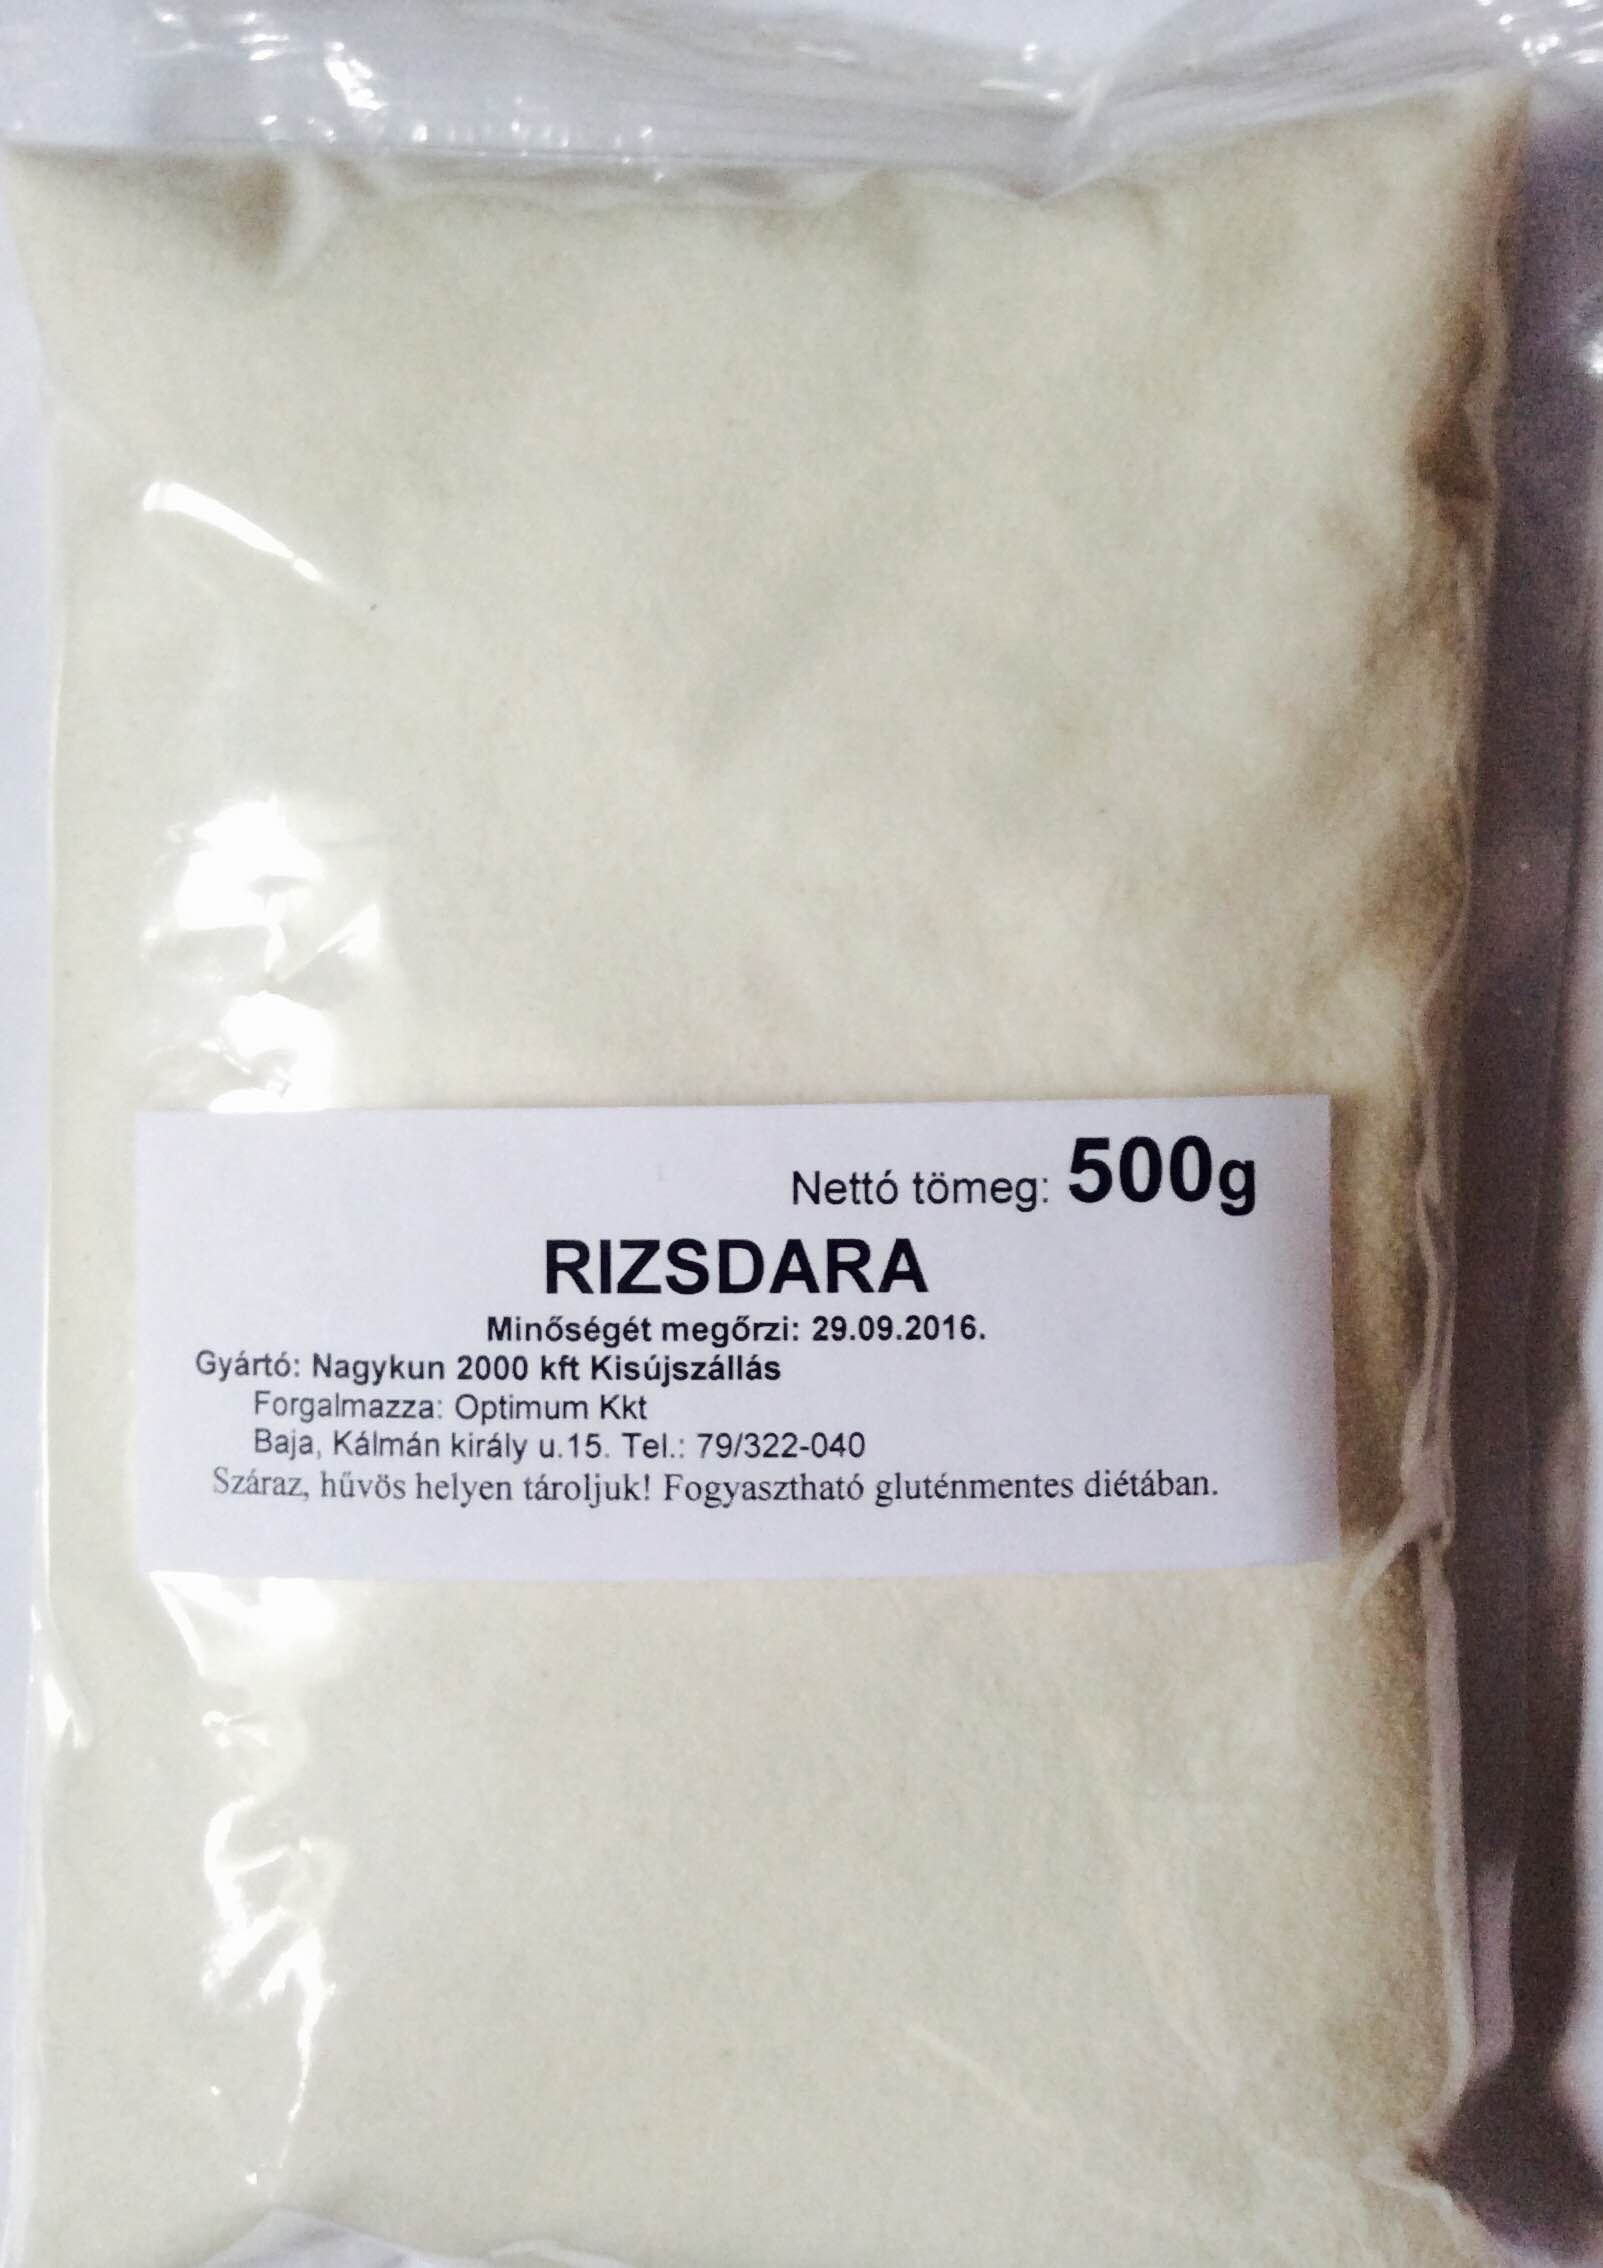 Nettó tömeg: 500g
RIZSDARA
Minőségét megőrzi: 29.09.2016.
Gyártó: Nagykun 2000 kft Kisújszállás
Forgalmazza: Optimum Kkt
Baja, Kálmán király u.15. Tel.: 79/322-040
Száraz, hűvös helyen tároljuk! Fogyasztható gluténmentes diétában.